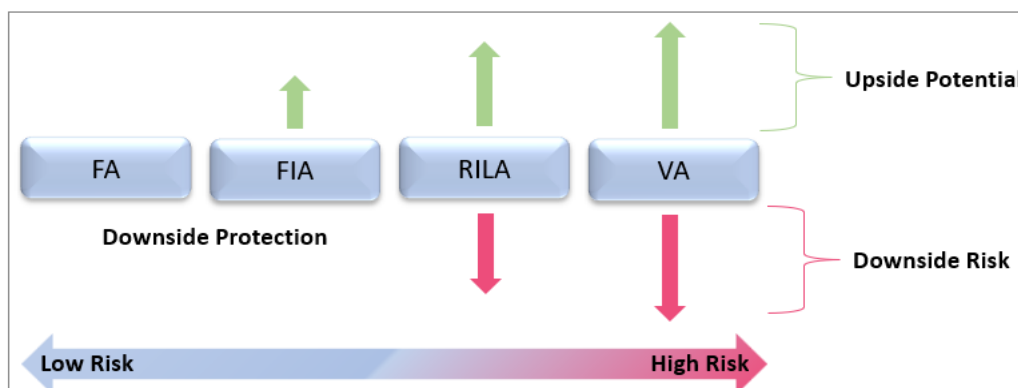 Upside Potential
FA
FIA
RILA
VA
Downside Protection
Downside Risk
Low Risk
High Risk